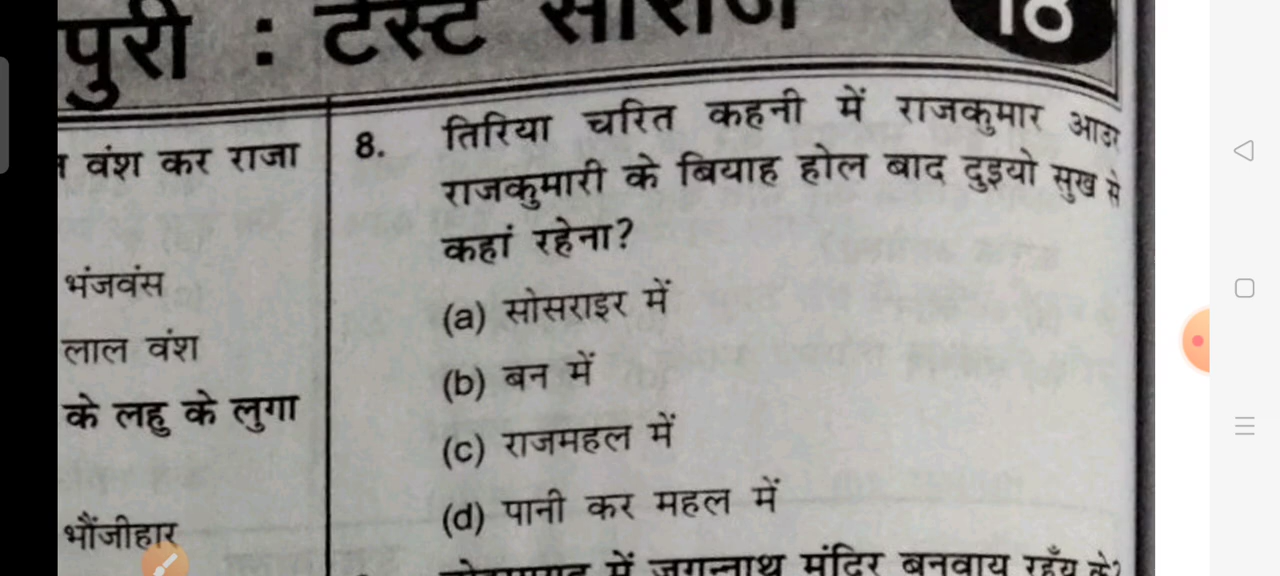 पुरी : टेस्ट सीरीज
वंश कर राजा
भंजवंस
लाल वंश
के लहु के लुगा
भौंजीहार
8. तिरिया चरित कहनी में राजकुमार आउर
राजकुमारी के बियाह होल बाद दुइयो सुख से
कहां रहेना?
(a) सोसराइर में
(b) बन में
(c) राजमहल में
(d) पानी कर महल में
में जगन्नाथ मंदिर बनवाय रहँय के?